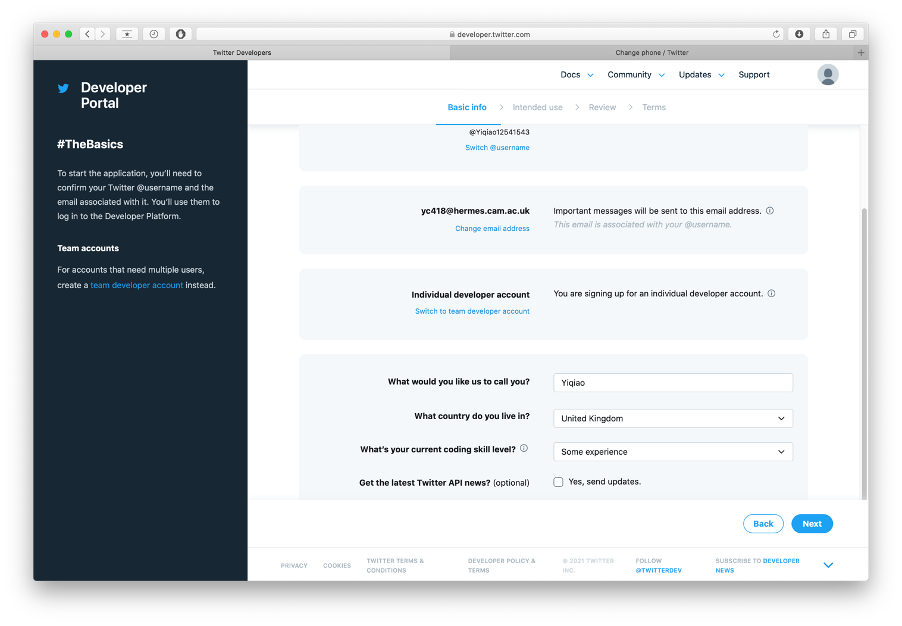 developer.twitter.com
Twitter Developers
Change phone / Twitter
Developer
Portal
#TheBasics
To start the application, you'll need to
confirm your Twitter @username and the
email associated with it. You'll use them to
log in to the Developer Platform.
Team accounts
For accounts that need multiple users,
create a team developer account instead.
Docs
Community
Updates
Support
Basic info
Intended use
Review
Terms
@Yiqiao12541543
Switch @username
yc418@hermes.cam.ac.uk
Change email address
Important messages will be sent to this email address.
This email is associated with your @username.
Individual developer account
Switch to team developer account
You are signing up for an individual developer account.
What would you like us to call you?
Yiqiao
What country do you live in?
United Kingdom
What's your current coding skill level?
Some experience
Get the latest Twitter API news? (optional)
Yes, send updates.
Back
Next
PRIVACY
COOKIES
TWITTER TERMS &
CONDITIONS
DEVELOPER POLICY &
TERMS
© 2021 TWITTER
INC.
FOLLOW
@TWITTERDEV
SUBSCRIBE TO DEVELOPER
NEWS